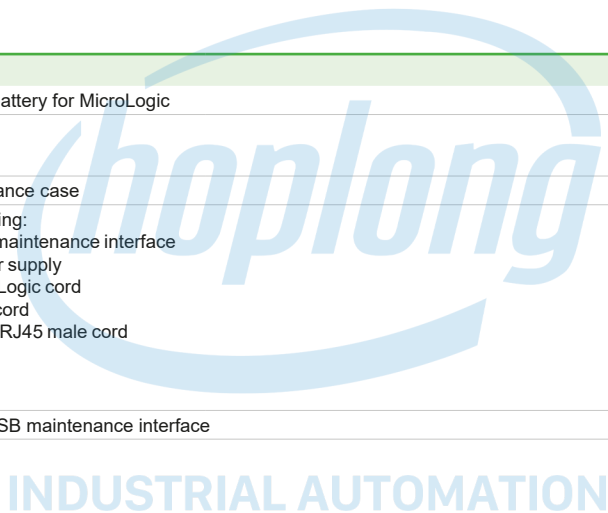 attery for MicroLogic
ance case
ing:
maintenance interface
r supply
Logic cord
cord
RJ45 male cord
SB maintenance interface
hoplong
INDUSTRIAL AUTOMATION